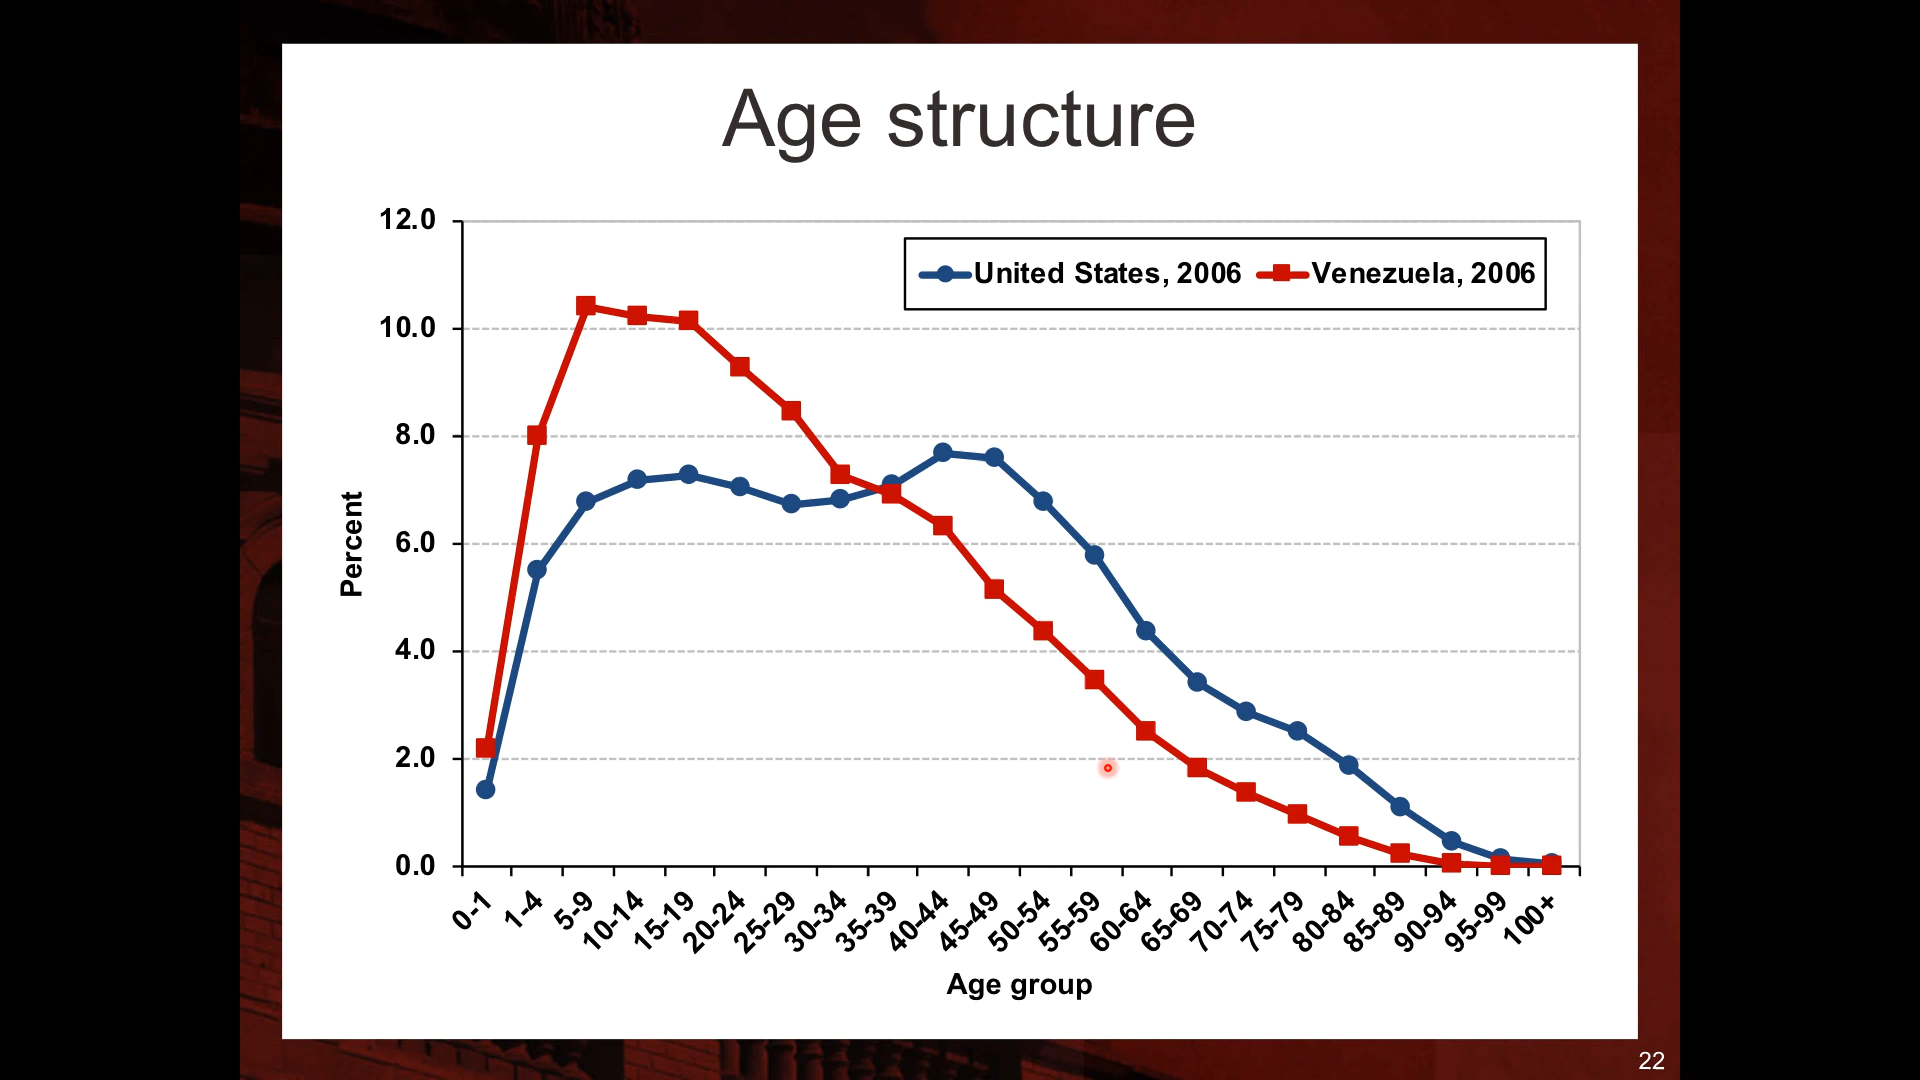 Age structure
12.0
United States, 2006 Venezuela, 2006
10.0
8.0
6.0
4.0
2.0
0.0
Percent
0-1 1-4 5-9 10-14 15-19 20-24 25-29 30-34 35-39 40-44 45-49 50-54 55-59 60-64 65-69 70-74 75-79 80-84 85-89 90-94 95-99 100+
Age group
22